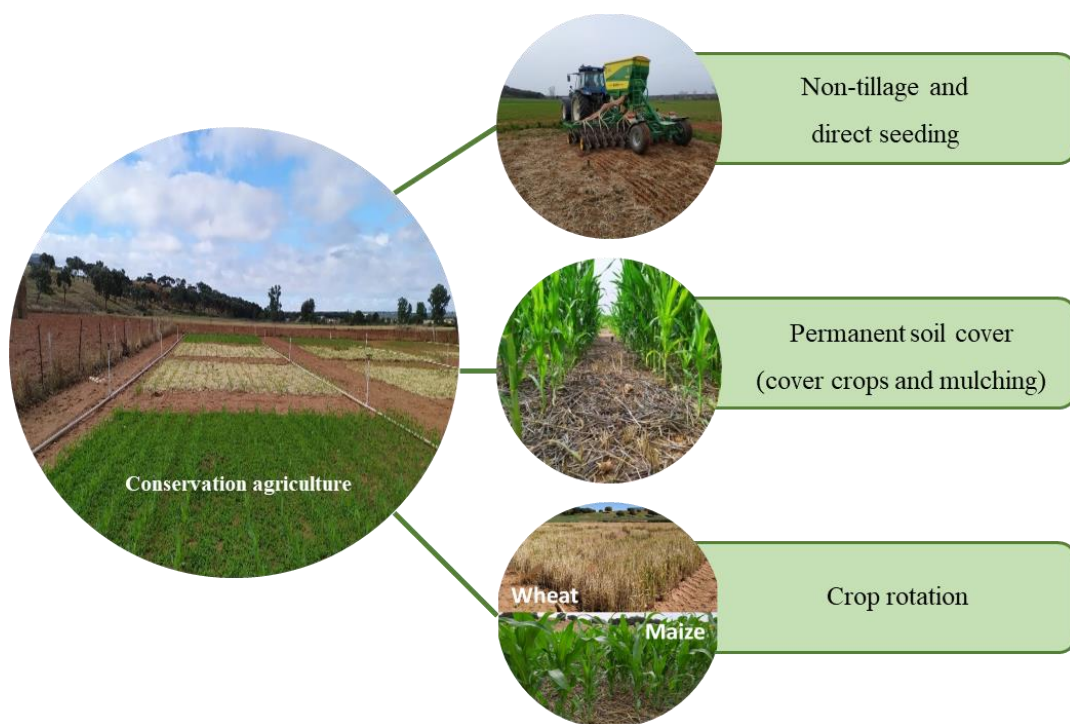 Non-tillage and
direct seeding
Conservation agriculture
Permanent soil cover
(cover crops and mulching)
Wheat
Maize
Crop rotation